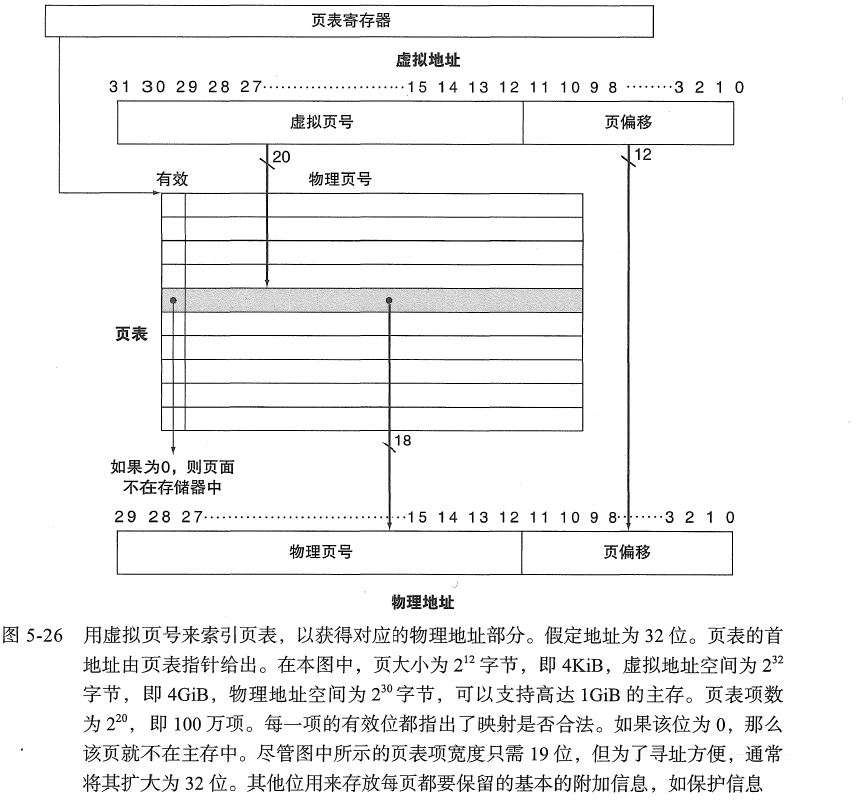 页表寄存器
虚拟地址
31 30 29 28 27························15 14 13 12 11 10 9 8 ········3 2 1 0
虚拟页号 页偏移
20 12
有效 物理页号
页表
18
如果为0，则页面
不在存储器中
29 28 27··································15 14 13 12 11 10 9 8········3 2 1 0
物理页号 页偏移
物理地址
图 5-26 用虚拟页号来索引页表，以获得对应的物理地址部分。假定地址为 32 位。页表的首
地址由页表指针给出。在本图中，页大小为 2¹² 字节，即 4KiB，虚拟地址空间为 2³²
字节，即 4GiB，物理地址空间为 2³⁰ 字节，可以支持高达 1GiB 的主存。页表项数
为 2²⁰，即 100 万项。每一项的有效位都指出了映射是否合法。如果该位为 0，那么
该页就不在主存中。尽管图中所示的页表项宽度只需 19 位，但为了寻址方便，通常
将其扩大为 32 位。其他位用来存放每页都要保留的基本的附加信息，如保护信息